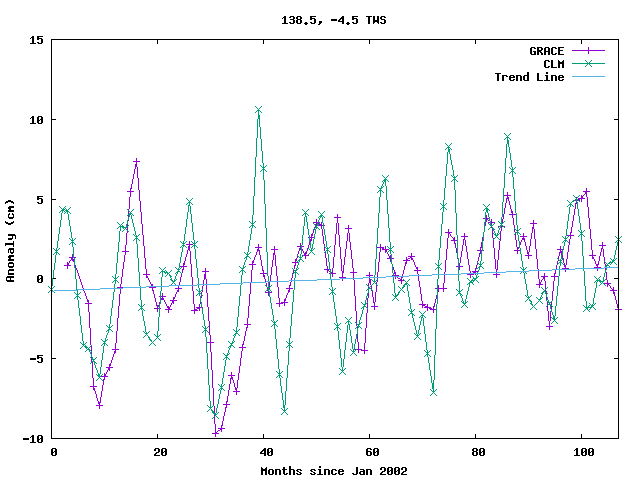 138.5, -4.5 TWS
GRACE
CLM
Trend Line
Anomaly (cm)
15
10
5
0
-5
-10
0 20 40 60 80 100
Months since Jan 2002